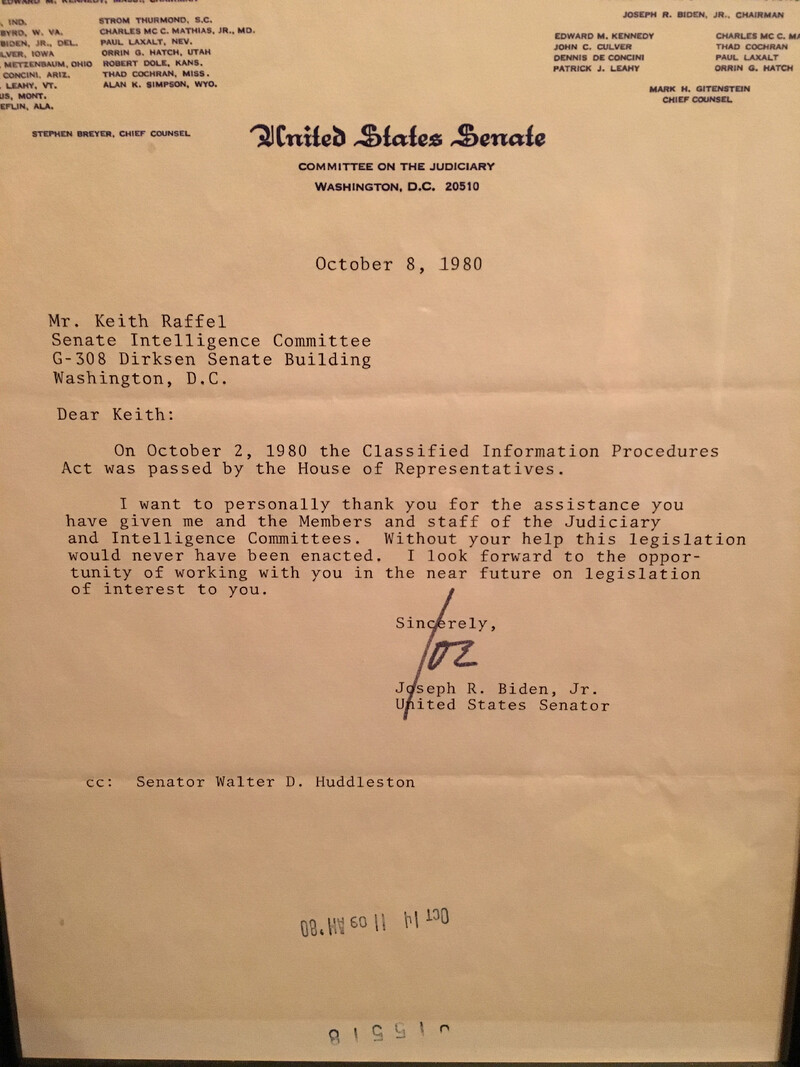 IND.
BYRD, W. VA.
BIDEN, JR., DEL.
METZENBAUM, OHIO
CONCINI, ARIZ.
LEAHY, VT.
MONT.
ALA.
STROM THURMOND, S.C.
CHARLES MC C. MATHIAS, JR., MD.
PAUL LAXALT, NEV.
ORRIN G. HATCH, UTAH
ROBERT DOLE, KANS.
THAD COCHRAN, MISS.
ALAN K. SIMPSON, WYO.
STEPHEN BREYER, CHIEF COUNSEL
JOSEPH R. BIDEN, JR., CHAIRMAN
EDWARD M. KENNEDY
JOHN C. CULVER
DENNIS DE CONCINI
PATRICK J. LEAHY
CHARLES MC C.
THAD COCHRAN
PAUL LAXALT
ORRIN G. HATCH
MARK H. GITENSTEIN
CHIEF COUNSEL
United States Senate
COMMITTEE ON THE JUDICIARY
WASHINGTON, D.C. 20510
October 8, 1980
Mr. Keith Raffel
Senate Intelligence Committee
G-308 Dirksen Senate Building
Washington, D.C.
Dear Keith:
On October 2, 1980 the Classified Information Procedures
Act was passed by the House of Representatives.
I want to personally thank you for the assistance you
have given me and the Members and staff of the Judiciary
and Intelligence Committees. Without your help this legislation
would never have been enacted. I look forward to the oppor-
tunity of working with you in the near future on legislation
of interest to you.
Sincerely,
Joe
Joseph R. Biden, Jr.
United States Senator
cc: Senator Walter D. Huddleston